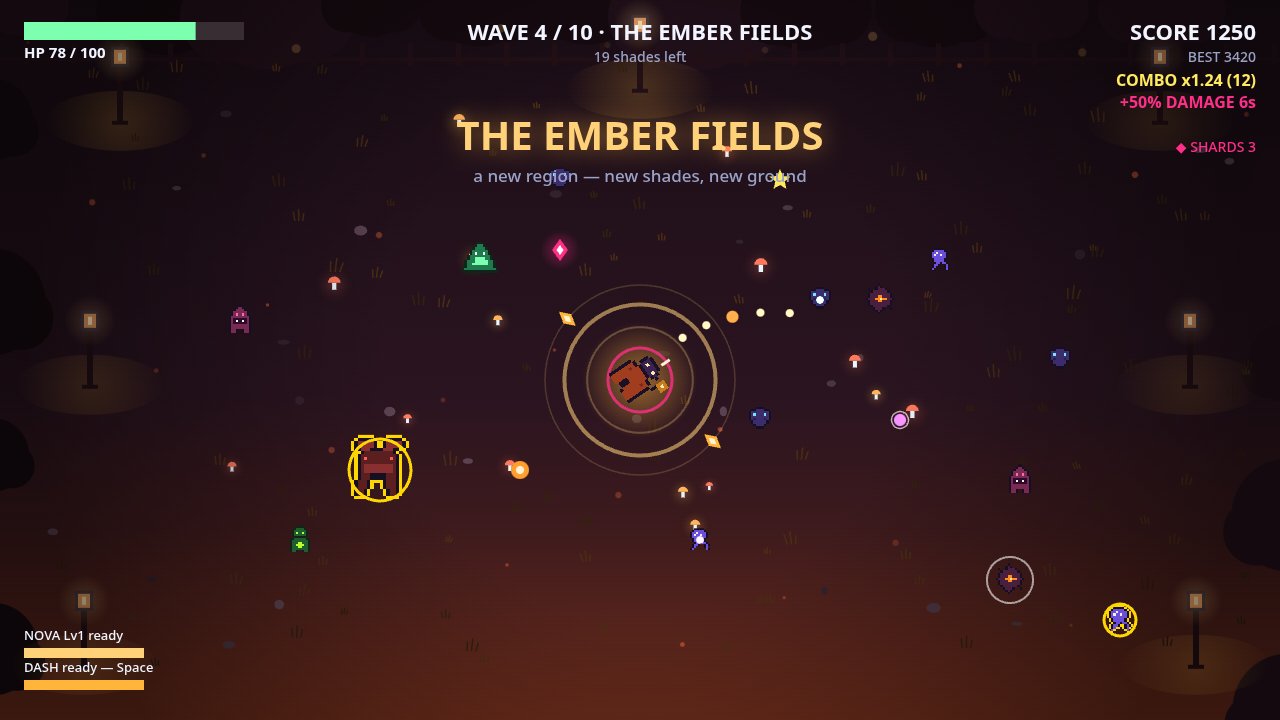 HP 78 / 100
WAVE 4 / 10 · THE EMBER FIELDS
19 shades left
SCORE 1250
BEST 3420
COMBO x1.24 (12)
+50% DAMAGE 6s
◆ SHARDS 3
THE EMBER FIELDS
a new region — new shades, new ground
NOVA Lv1 ready
DASH ready — Space